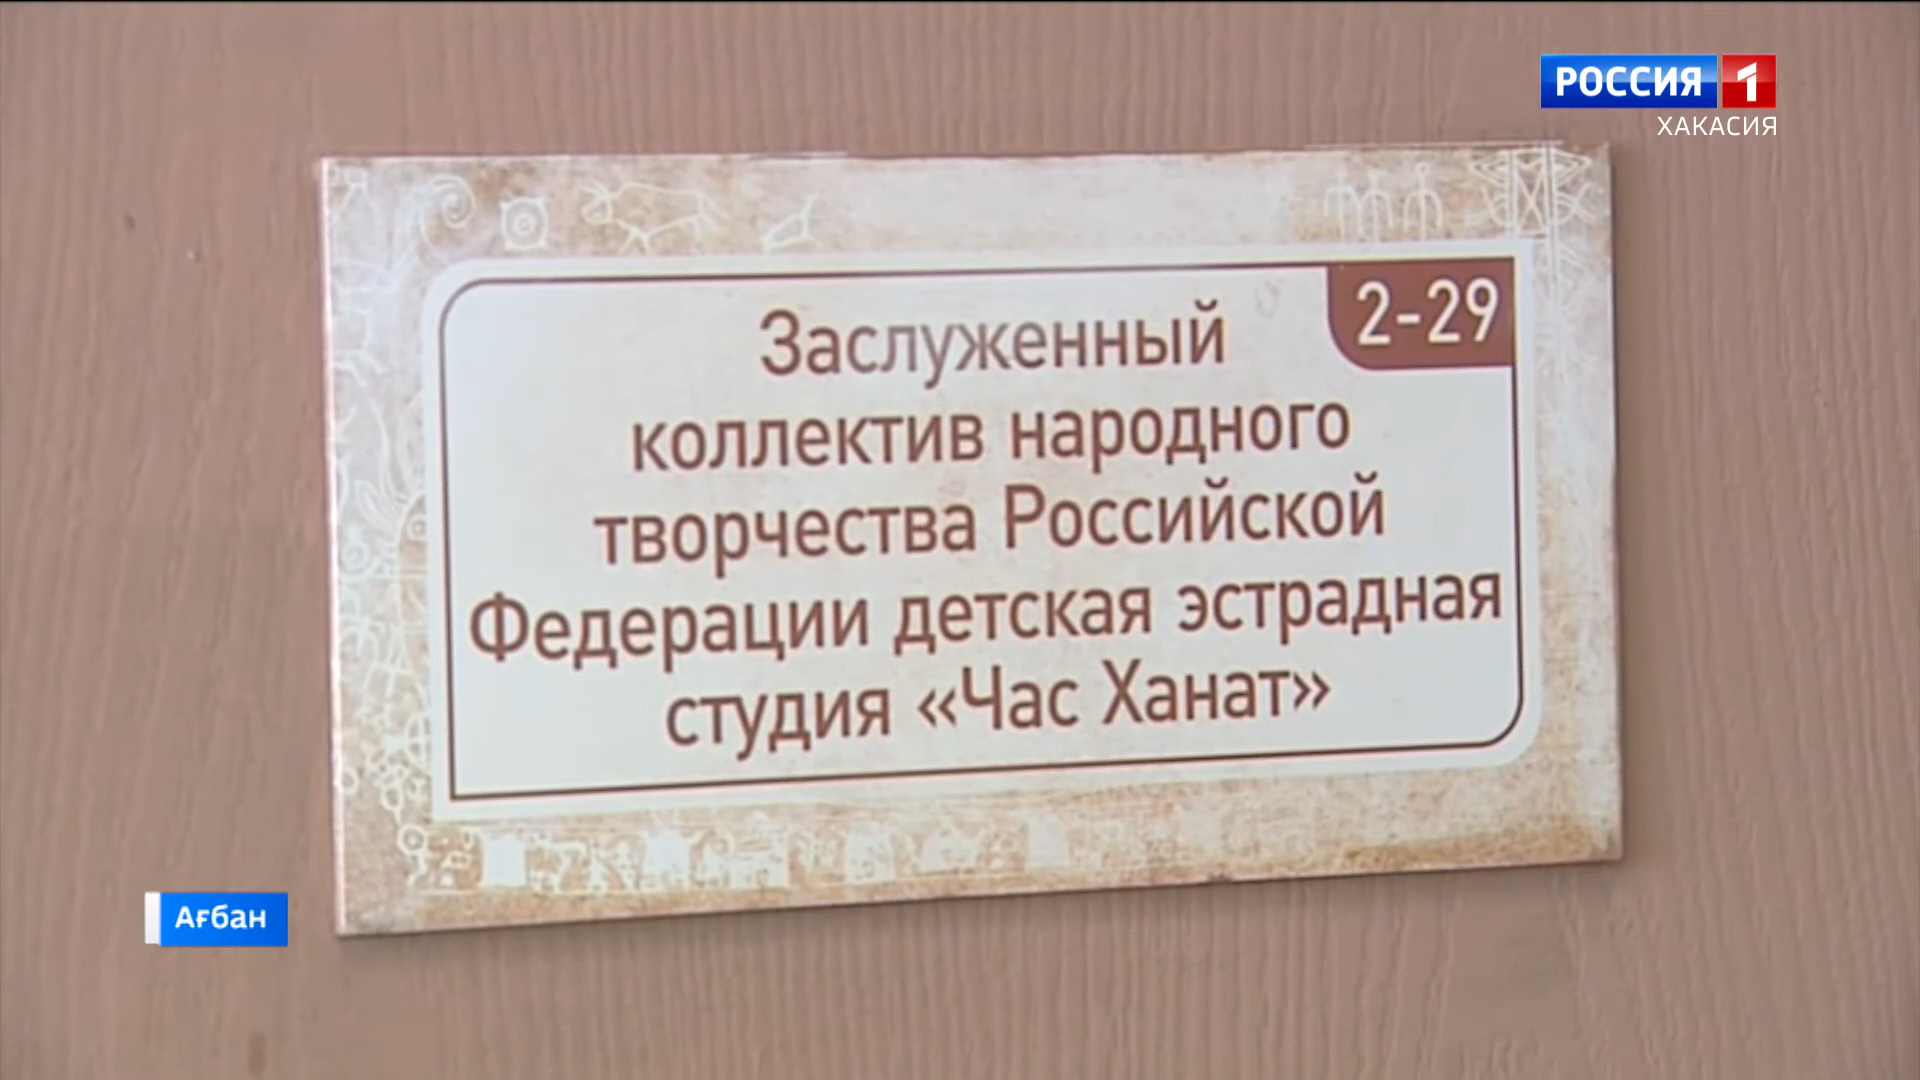 РОССИЯ 1
ХАКАСИЯ
2-29
Заслуженный
коллектив народного
творчества Российской
Федерации детская эстрадная
студия «Час Ханат»
Ағбан